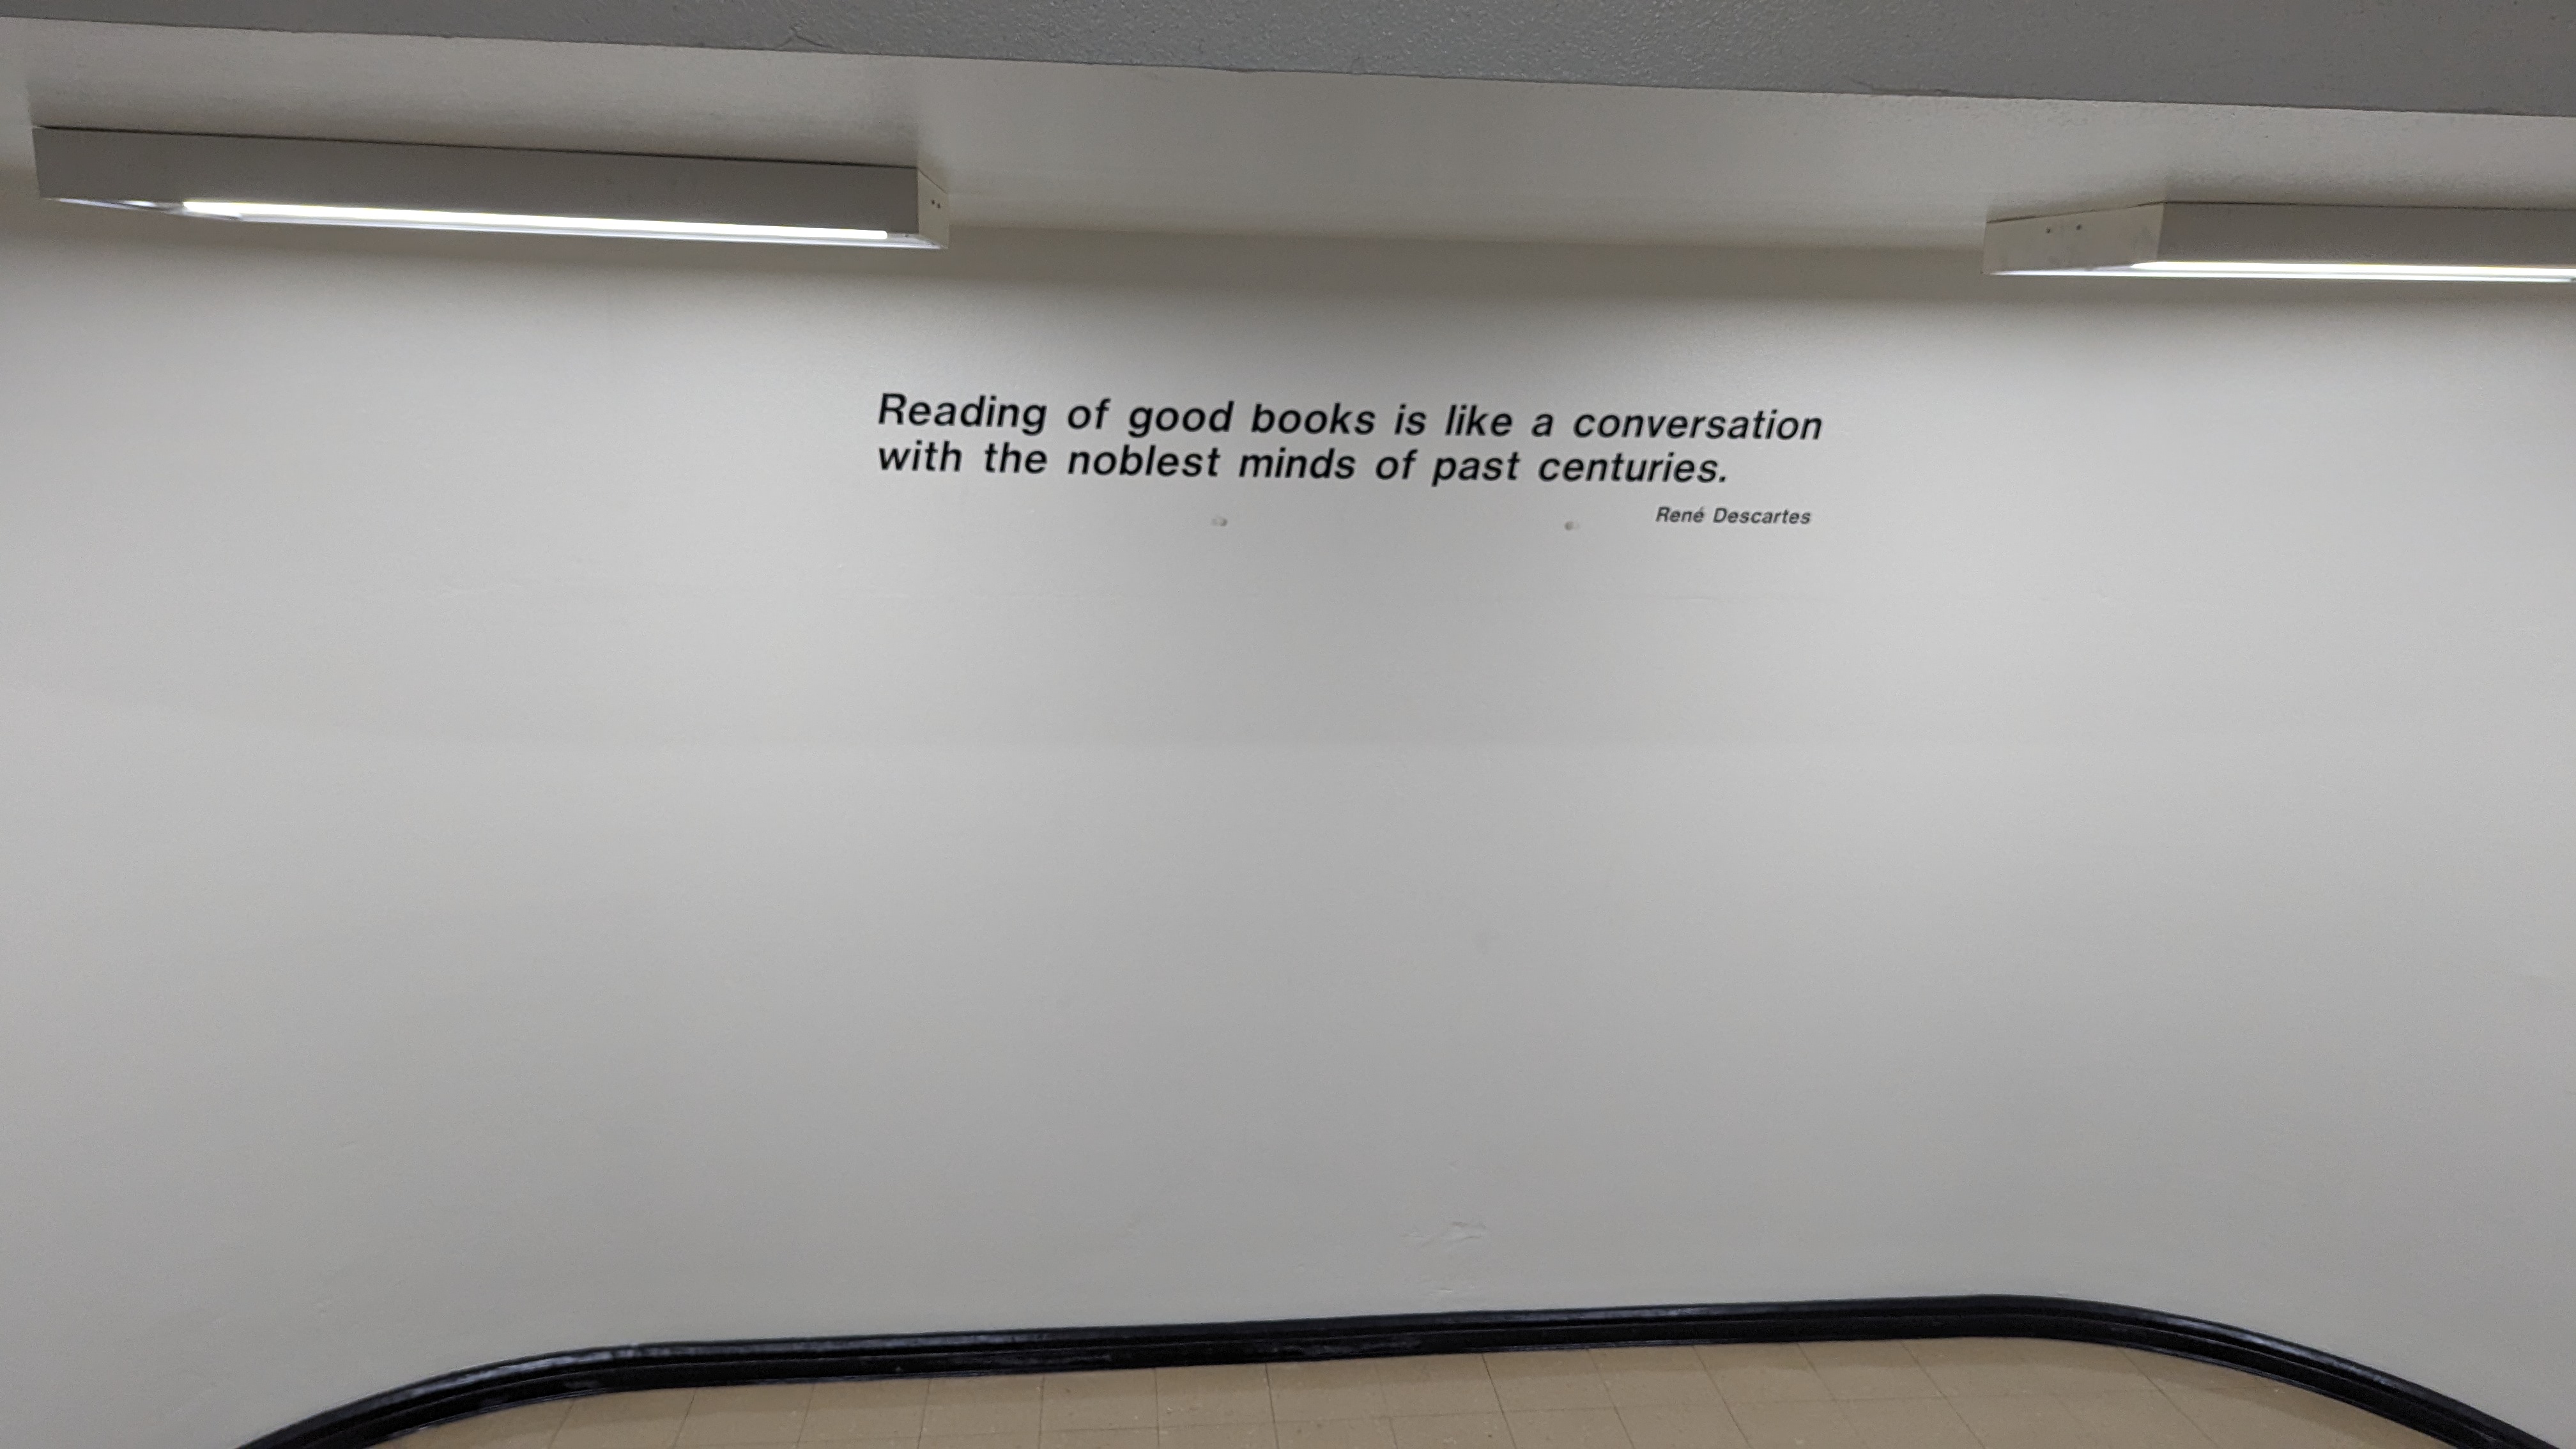 Reading of good books is like a conversation
with the noblest minds of past centuries.
René Descartes